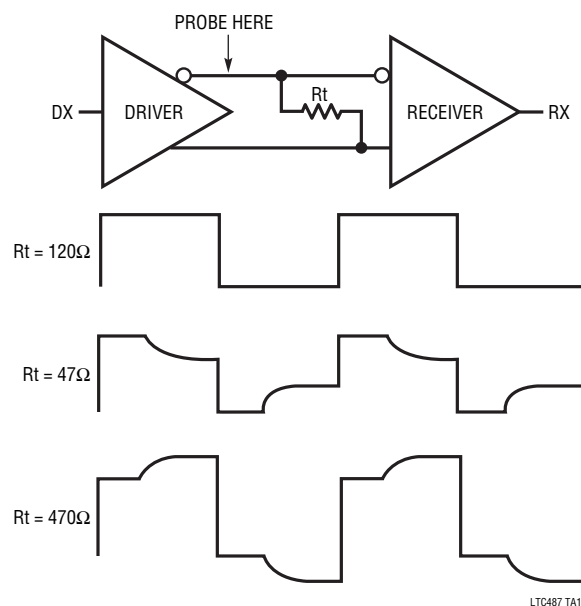 PROBE HERE
DX
DRIVER
Rt
RECEIVER
RX
Rt = 120Ω
Rt = 47Ω
Rt = 470Ω
LTC487 TA1